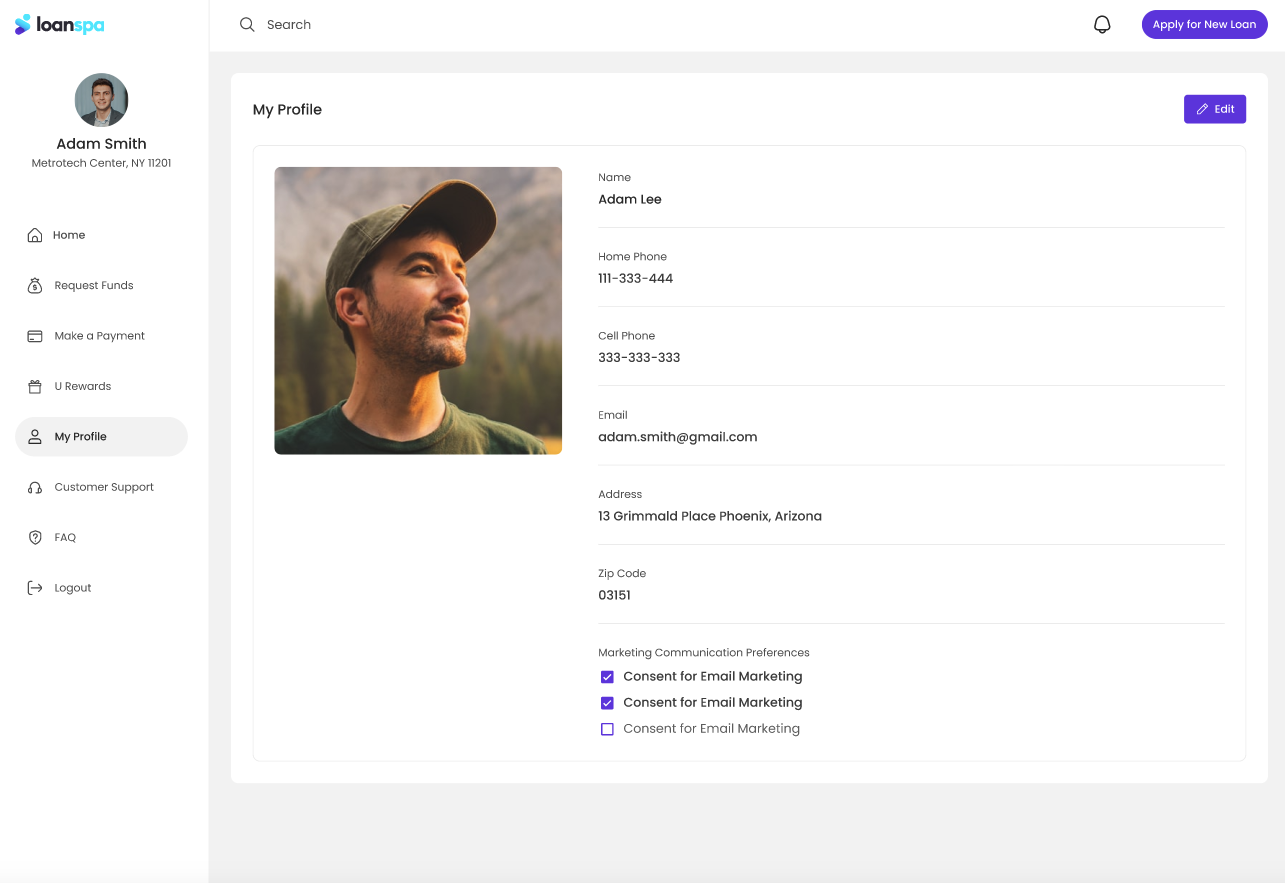 loanspa
Search
Apply for New Loan
Adam Smith
Metrotech Center, NY 11201
Home
Request Funds
Make a Payment
U Rewards
My Profile
Customer Support
FAQ
Logout
My Profile
Edit
Name
Adam Lee
Home Phone
111-333-444
Cell Phone
333-333-333
Email
adam.smith@gmail.com
Address
13 Grimmald Place Phoenix, Arizona
Zip Code
03151
Marketing Communication Preferences
Consent for Email Marketing
Consent for Email Marketing
Consent for Email Marketing